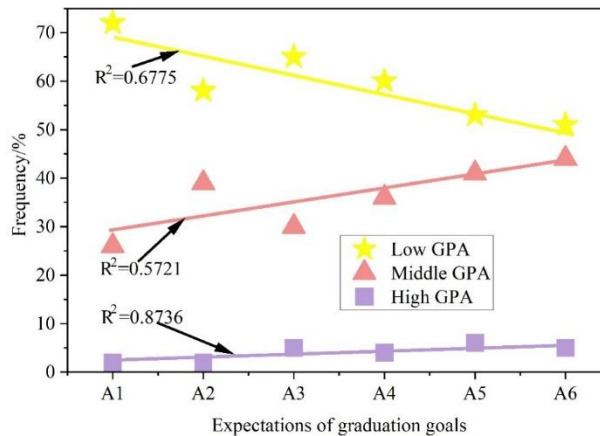 70
60
50
40
30
20
10
0
Frequency/%
R²=0.6775
R²=0.5721
R²=0.8736
Low GPA
Middle GPA
High GPA
A1 A2 A3 A4 A5 A6
Expectations of graduation goals